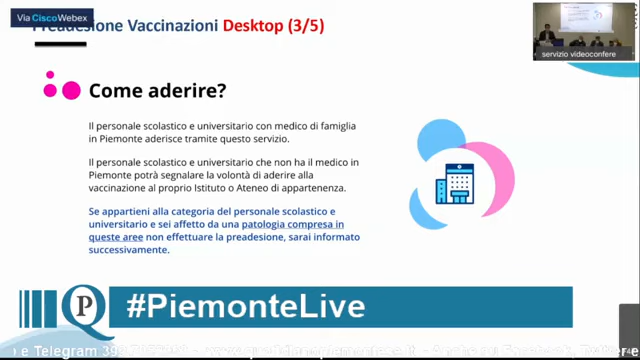 Via Cisco Webex
Preadesione Vaccinazioni Desktop (3/5)
servizio videoconfere
Come aderire?
Il personale scolastico e universitario con medico di famiglia
in Piemonte aderisce tramite questo servizio.
Il personale scolastico e universitario che non ha il medico in
Piemonte potrà segnalare la volontà di aderire alla
vaccinazione al proprio Istituto o Ateneo di appartenenza.
Se appartieni alla categoria del personale scolastico e
universitario e sei affetto da una patologia compresa in
queste aree non effettuare la preadesione, sarai informato
successivamente.
QP
#PiemonteLive
e Telegram